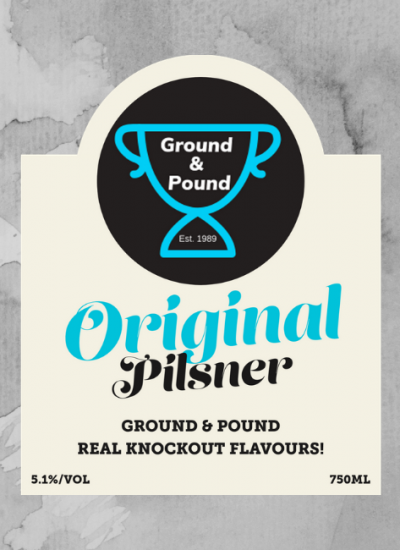 Ground
&
Pound
Est. 1989
Original
Pilsner
GROUND & POUND
REAL KNOCKOUT FLAVOURS!
5.1%/VOL
750ML